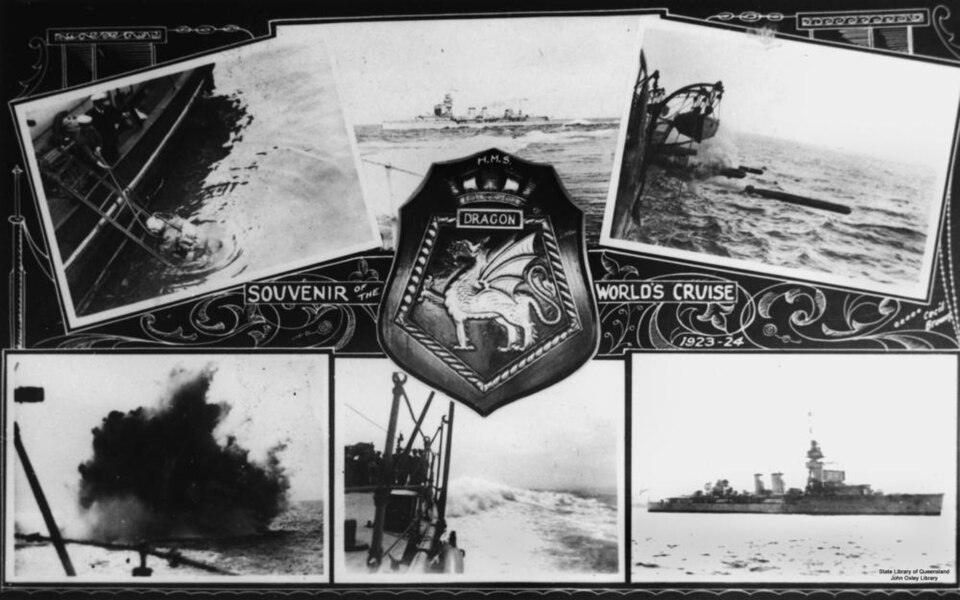 H.M.S.
DRAGON
SOUVENIR OF THE WORLD'S CRUISE
1923-24
State Library of Queensland
John Oxley Library